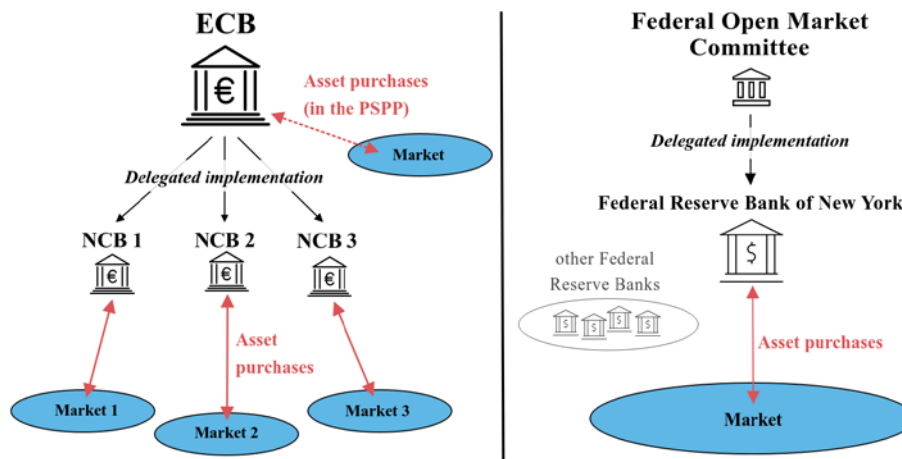 ECB
€
Asset purchases
(in the PSPP)
Market
Delegated implementation
NCB 1
NCB 2
NCB 3
€
€
€
Asset
purchases
Market 1
Market 2
Market 3
Federal Open Market
Committee
Delegated implementation
Federal Reserve Bank of New York
$
other Federal
Reserve Banks
$
$
$
$
Asset purchases
Market